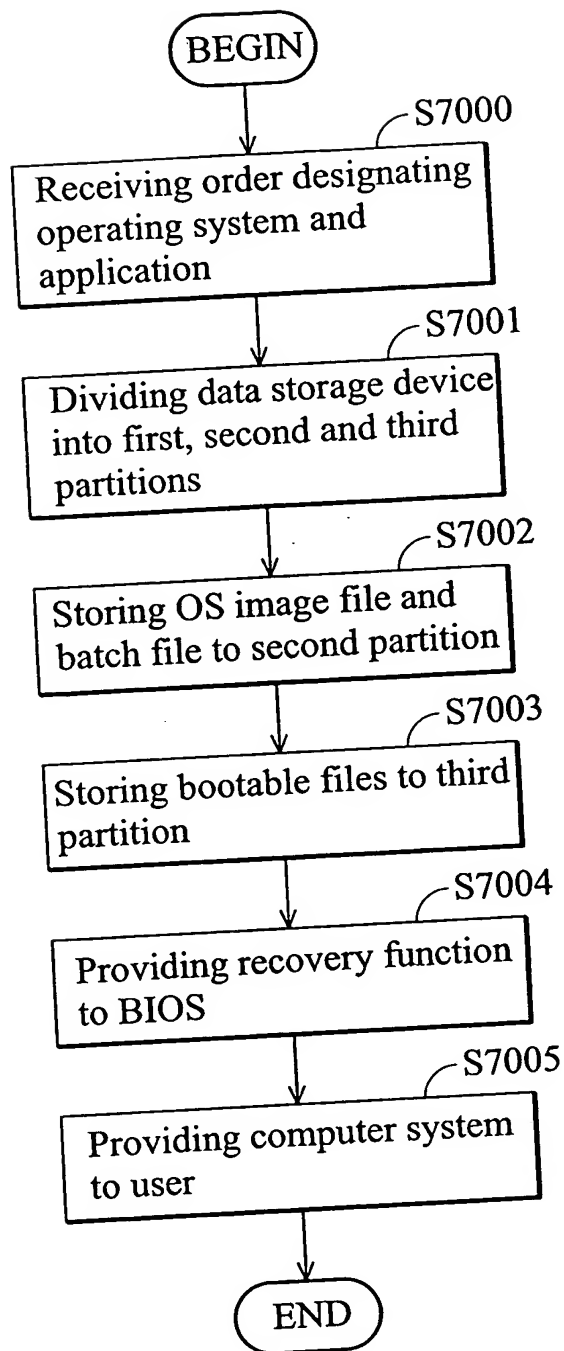 BEGIN
S7000
Receiving order designating
operating system and
application
S7001
Dividing data storage device
into first, second and third
partitions
S7002
Storing OS image file and
batch file to second partition
S7003
Storing bootable files to third
partition
S7004
Providing recovery function
to BIOS
S7005
Providing computer system
to user
END